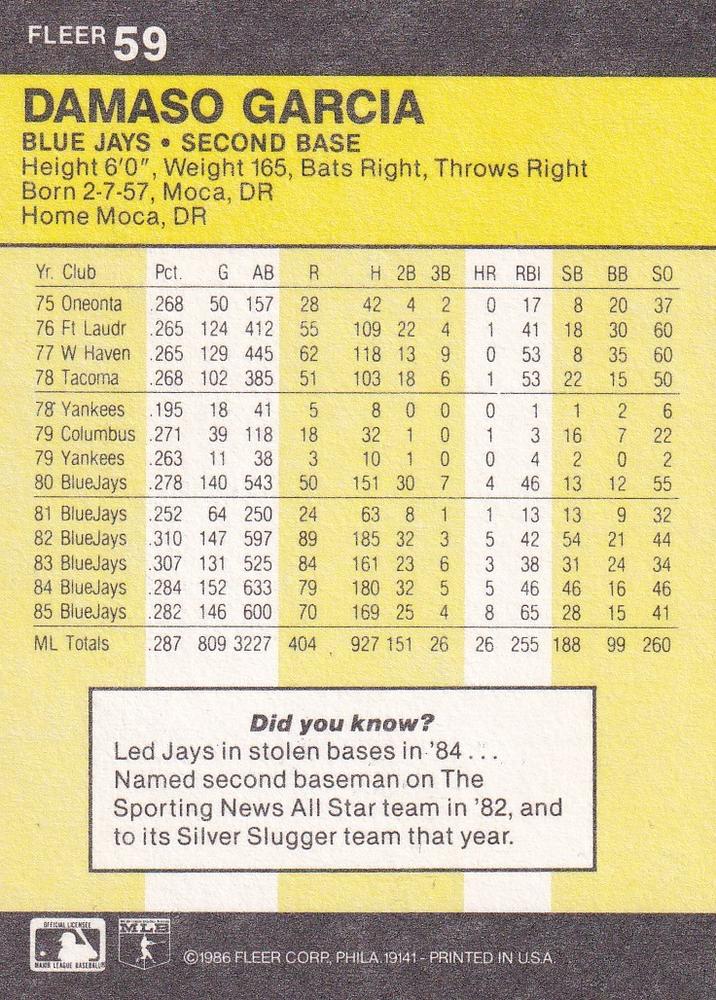 FLEER 59
DAMASO GARCIA
BLUE JAYS • SECOND BASE
Height 6'0", Weight 165, Bats Right, Throws Right
Born 2-7-57, Moca, DR
Home Moca, DR
Yr. Club Pct. G AB R H 2B 3B HR RBI SB BB SO
75 Oneonta .268 50 157 28 42 4 2 0 17 8 20 37
76 Ft Laudr .265 124 412 55 109 22 4 1 41 18 30 60
77 W Haven .265 129 445 62 118 13 9 0 53 8 35 60
78 Tacoma .268 102 385 51 103 18 6 1 53 22 15 50
78 Yankees .195 18 41 5 8 0 0 0 1 1 2 6
79 Columbus .271 39 118 18 32 1 0 1 3 16 7 22
79 Yankees .263 11 38 3 10 1 0 0 4 2 0 2
80 BlueJays .278 140 543 50 151 30 7 4 46 13 12 55
81 BlueJays .252 64 250 24 63 8 1 1 13 13 9 32
82 BlueJays .310 147 597 89 185 32 3 5 42 54 21 44
83 BlueJays .307 131 525 84 161 23 6 3 38 31 24 34
84 BlueJays .284 152 633 79 180 32 5 5 46 46 16 46
85 BlueJays .282 146 600 70 169 25 4 8 65 28 15 41
ML Totals .287 809 3227 404 927 151 26 26 255 188 99 260
Did you know?
Led Jays in stolen bases in '84 . . .
Named second baseman on The
Sporting News All Star team in '82, and
to its Silver Slugger team that year.
OFFICIAL LICENSEE
MAJOR LEAGUE BASEBALL
MLB
©1986 FLEER CORP., PHILA. 19141 - PRINTED IN U.S.A.